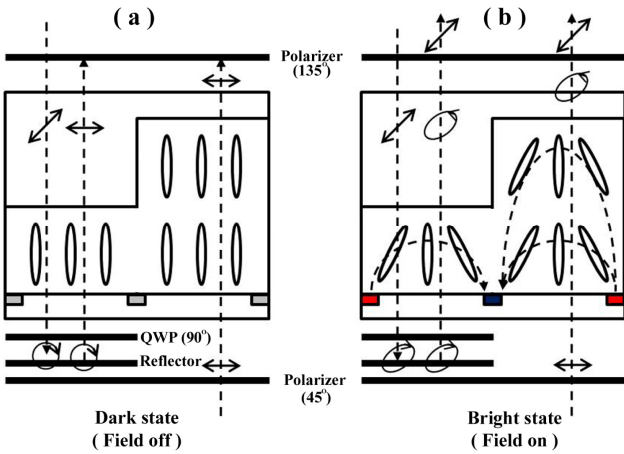 ( a )
( b )
Polarizer
(135°)
QWP (90°)
Reflector
Polarizer
(45°)
Dark state
( Field off )
Bright state
( Field on )